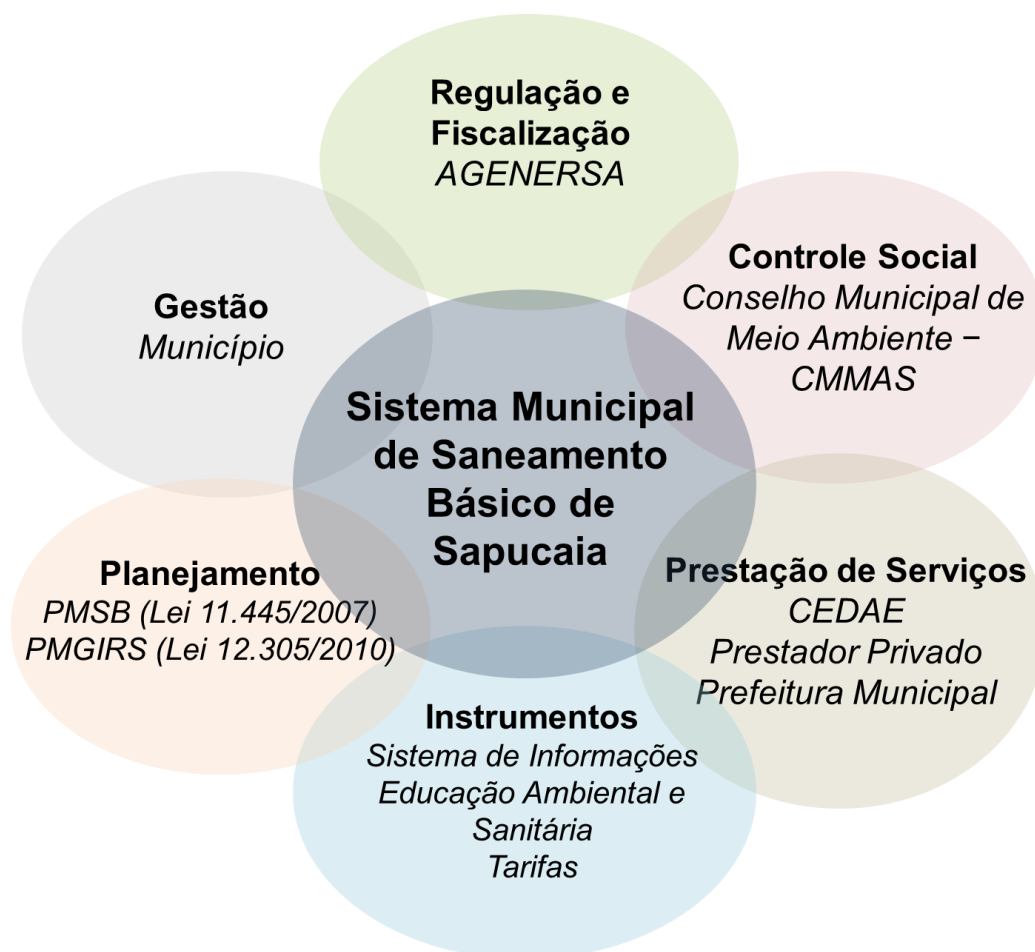 Regulação e
Fiscalização
AGENERSA
Controle Social
Conselho Municipal de
Meio Ambiente −
CMMAS
Gestão
Município
Sistema Municipal
de Saneamento
Básico de
Sapucaia
Planejamento
PMSB (Lei 11.445/2007)
PMGIRS (Lei 12.305/2010)
Prestação de Serviços
CEDAE
Prestador Privado
Prefeitura Municipal
Instrumentos
Sistema de Informações
Educação Ambiental e
Sanitária
Tarifas